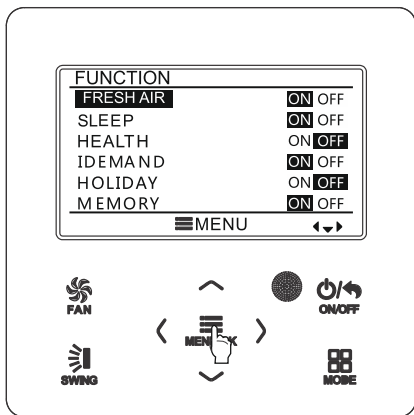 FUNCTION
FRESH AIR ON OFF
SLEEP ON OFF
HEALTH ON OFF
IDEMAND ON OFF
HOLIDAY ON OFF
MEMORY ON OFF
MENU
FAN
ON/OFF
SWING
MODE